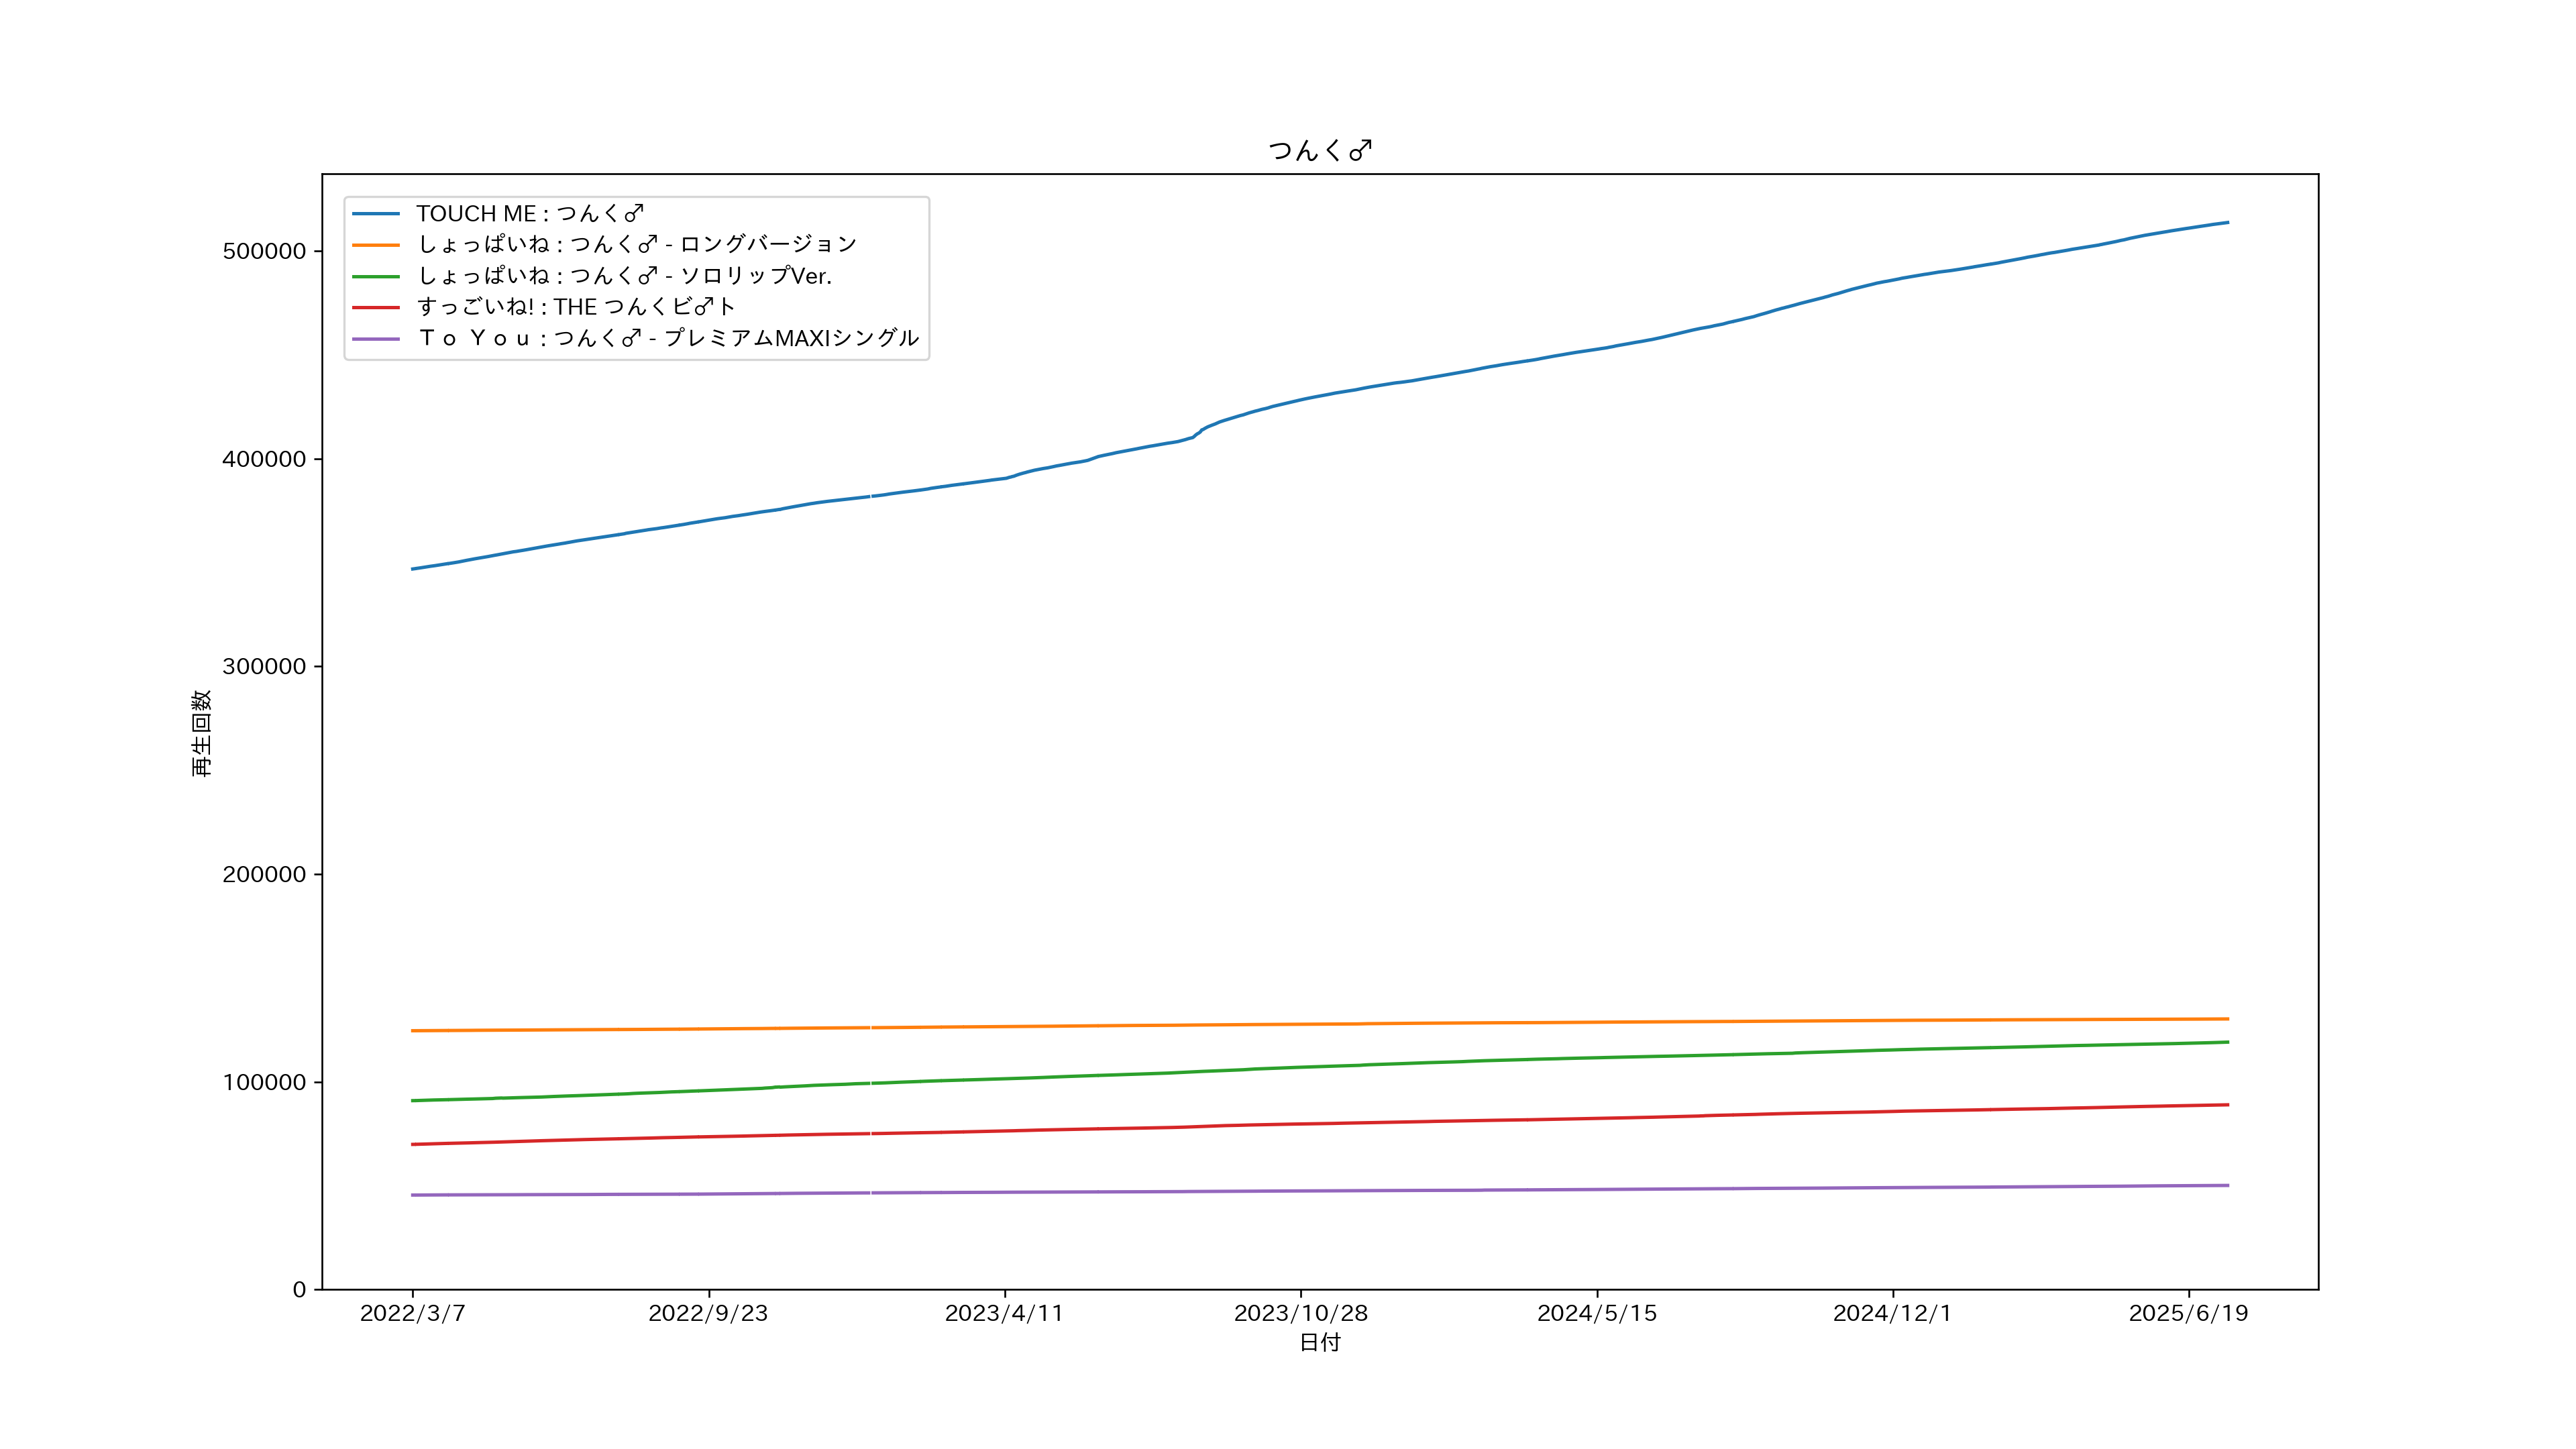 つんく♂
TOUCH ME : つんく♂
しょっぱいね : つんく♂ - ロングバージョン
しょっぱいね : つんく♂ - ソロリップVer.
すっごいね! : THE つんくビ♂ト
Ｔｏ Ｙｏｕ : つんく♂ - プレミアムMAXIシングル
500000
400000
300000
200000
100000
0
再生回数
2022/3/7
2022/9/23
2023/4/11
2023/10/28
2024/5/15
2024/12/1
2025/6/19
日付